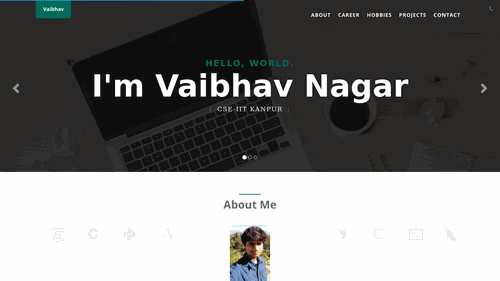 Vaibhav
ABOUT CAREER HOBBIES PROJECTS CONTACT
HELLO, WORLD.
I'm Vaibhav Nagar
CSE-IIT KANPUR
About Me